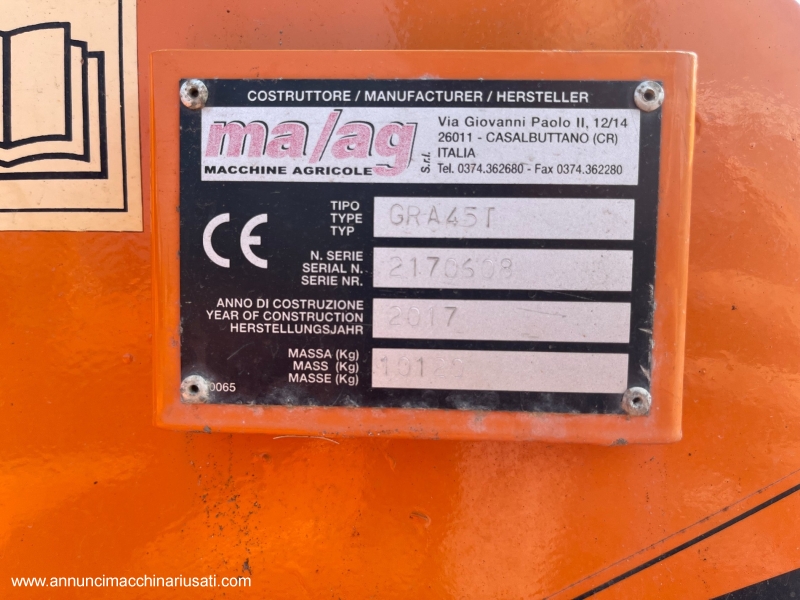 COSTRUTTORE / MANUFACTURER / HERSTELLER
ma/ag
MACCHINE AGRICOLE
s.r.l.
Via Giovanni Paolo II, 12/14
26011 - CASALBUTTANO (CR)
ITALIA
Tel. 0374.362680 - Fax 0374.362280
CE
TIPO
TYPE
TYP
GRA45T
N. SERIE
SERIAL N.
SERIE NR.
2170608
ANNO DI COSTRUZIONE
YEAR OF CONSTRUCTION
HERSTELLUNGSJAHR
2017
MASSA (Kg)
MASS (Kg)
MASSE (Kg)
0065
www.annuncimacchinariusati.com